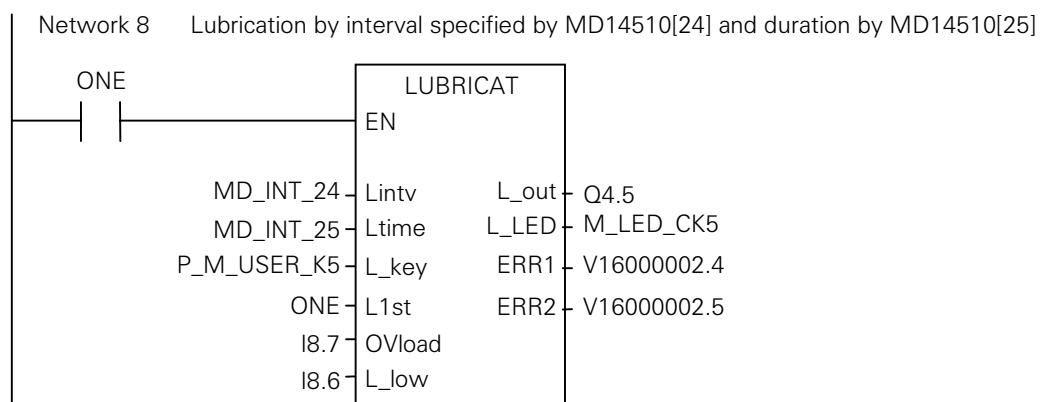 Network 8 Lubrication by interval specified by MD14510[24] and duration by MD14510[25]
ONE
LUBRICAT
EN
MD_INT_24 Lintv L_out Q4.5
MD_INT_25 Ltime L_LED M_LED_CK5
P_M_USER_K5 L_key ERR1 V16000002.4
ONE L1st ERR2 V16000002.5
I8.7 OVload
I8.6 L_low